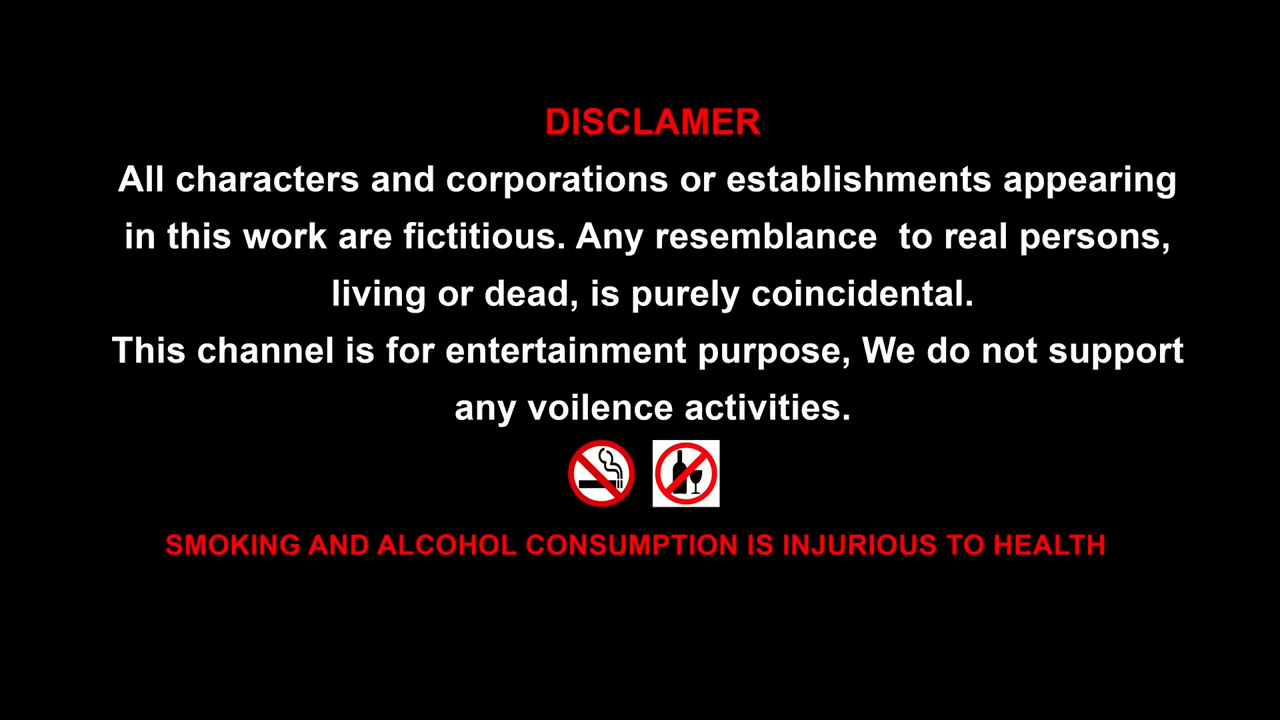 DISCLAMER
All characters and corporations or establishments appearing
in this work are fictitious. Any resemblance  to real persons,
living or dead, is purely coincidental.
This channel is for entertainment purpose, We do not support
any voilence activities.
SMOKING AND ALCOHOL CONSUMPTION IS INJURIOUS TO HEALTH